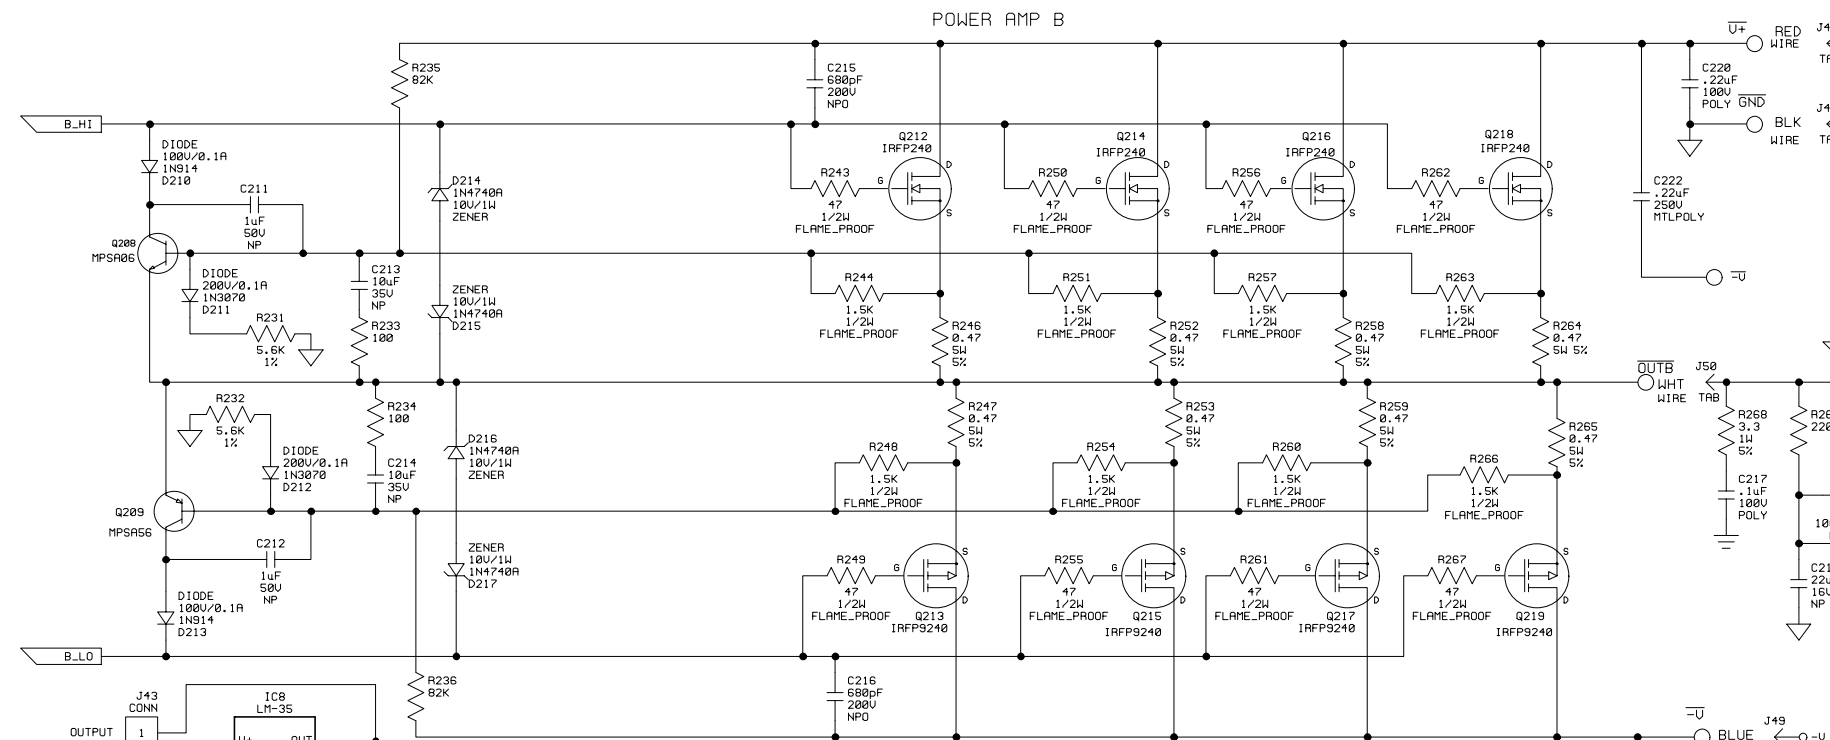 POWER AMP B
V+
RED
WIRE
J4
TA
R235
82K
C215
680pF
200V
NPO
C220
.22uF
100V
POLY
GND
BLK
WIRE
J4
TA
B_HI
DIODE
100V/0.1A
1N914
D210
C211
1uF
50V
NP
D214
1N4740A
10V/1W
ZENER
Q212
IRFP240
D
G
S
R243
47
1/2W
FLAME_PROOF
Q214
IRFP240
D
G
S
R250
47
1/2W
FLAME_PROOF
Q216
IRFP240
D
G
S
R256
47
1/2W
FLAME_PROOF
Q218
IRFP240
D
G
S
R262
47
1/2W
FLAME_PROOF
C222
.22uF
250V
MTLPOLY
-V
Q208
MPSA06
DIODE
200V/0.1A
1N3070
D211
R231
5.6K
1%
C213
10uF
35V
NP
R233
100
ZENER
10V/1W
1N4740A
D215
R244
1.5K
1/2W
FLAME_PROOF
R246
0.47
5W
5%
R251
1.5K
1/2W
FLAME_PROOF
R252
0.47
5W
5%
R257
1.5K
1/2W
FLAME_PROOF
R258
0.47
5W
5%
R263
1.5K
1/2W
FLAME_PROOF
R264
0.47
5W 5%
OUTB
WHT
WIRE
J50
TAB
R232
5.6K
1%
R234
100
DIODE
200V/0.1A
1N3070
D212
C214
10uF
35V
NP
D216
1N4740A
10V/1W
ZENER
R247
0.47
5W
5%
R248
1.5K
1/2W
FLAME_PROOF
R253
0.47
5W
5%
R254
1.5K
1/2W
FLAME_PROOF
R259
0.47
5W
5%
R260
1.5K
1/2W
FLAME_PROOF
R265
0.47
5W
5%
R266
1.5K
1/2W
FLAME_PROOF
R268
3.3
1W
5%
R26
220
C217
.1uF
100V
POLY
10
Q209
MPSA56
C212
1uF
50V
NP
DIODE
100V/0.1A
1N914
D213
ZENER
10V/1W
1N4740A
D217
R249
47
1/2W
FLAME_PROOF
G
S
D
Q213
IRFP9240
R255
47
1/2W
FLAME_PROOF
G
S
D
Q215
IRFP9240
R261
47
1/2W
FLAME_PROOF
G
S
D
Q217
IRFP9240
R267
47
1/2W
FLAME_PROOF
G
S
D
Q219
IRFP9240
C21
22u
16V
NP
B_LO
R236
82K
C216
680pF
200V
NPO
J43
CONN
OUTPUT
1
IC8
LM-35
V+
OUT
-V
BLUE
J49
-V